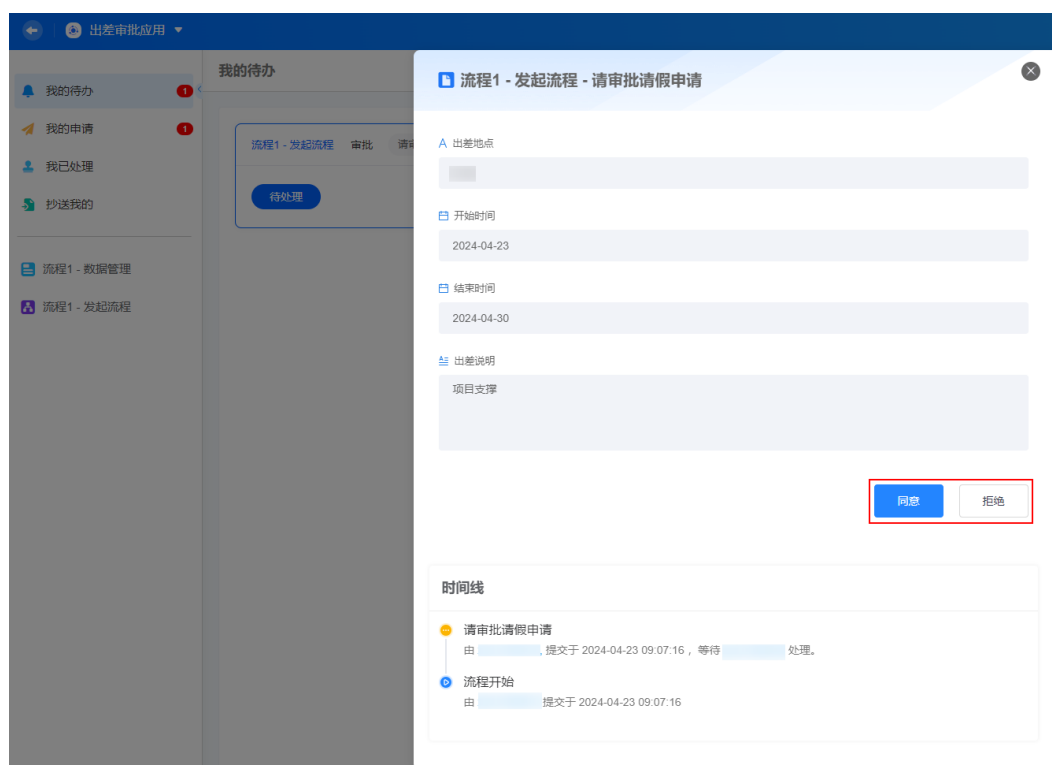 出差审批应用
我的待办 1
我的申请 1
我已处理
抄送我的
流程1 - 数据管理
流程1 - 发起流程
我的待办
流程1 - 发起流程 审批
待处理
流程1 - 发起流程 - 请审批请假申请
A 出差地点
开始时间
2024-04-23
结束时间
2024-04-30
出差说明
项目支撑
同意 拒绝
时间线
请审批请假申请
由 , 提交于 2024-04-23 09:07:16 ，等待 处理。
流程开始
由 提交于 2024-04-23 09:07:16